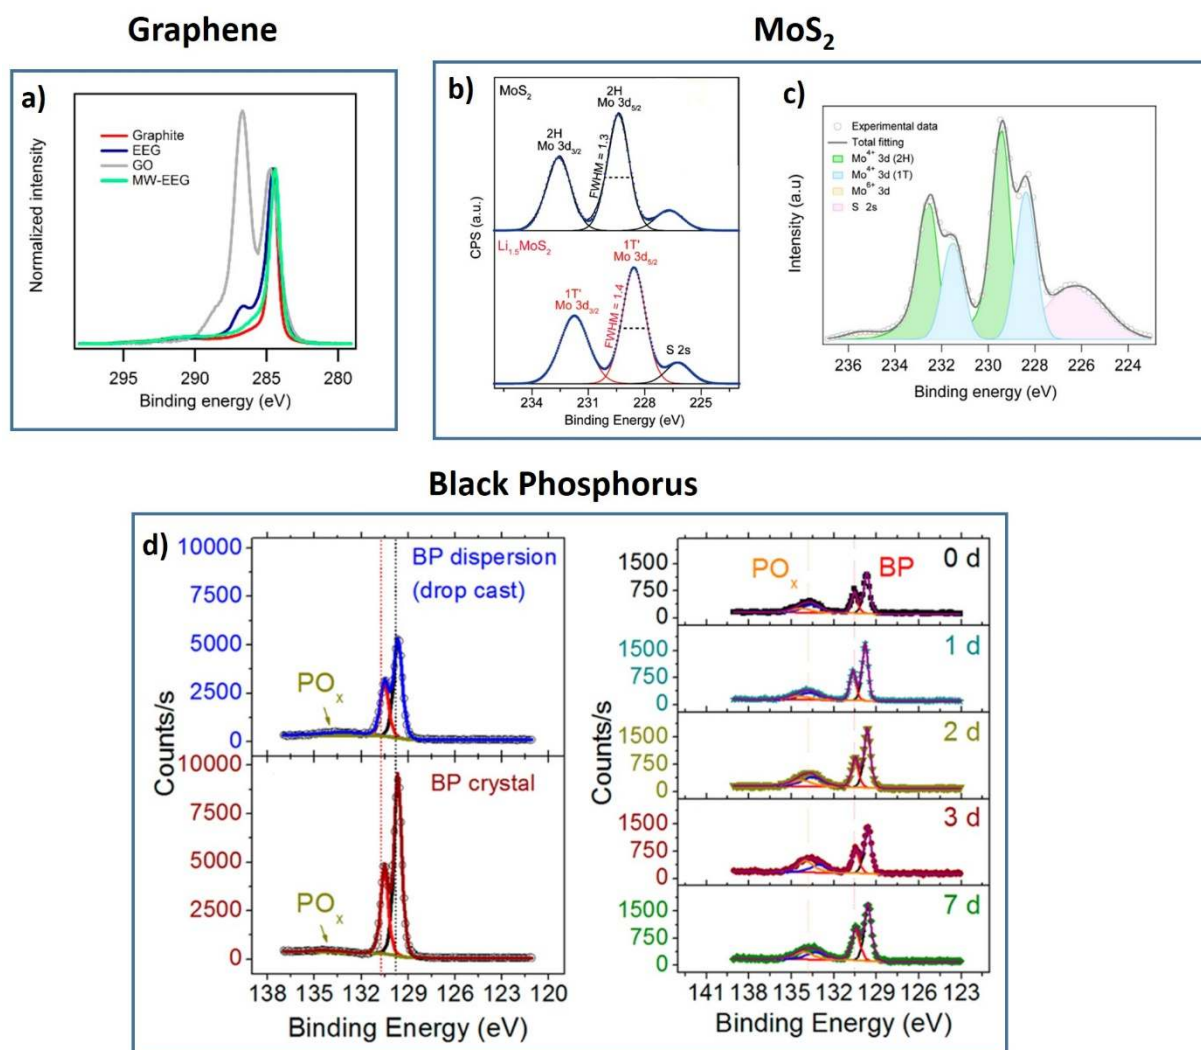 Graphene
MoS₂
a)
Graphite
EEG
GO
MW-EEG
Normalized intensity
295 290 285 280
Binding energy (eV)
b)
MoS₂
2H
Mo 3d₅/₂
2H
Mo 3d₃/₂
FWHM = 1.3
CPS (a.u.)
Li₁.₅MoS₂
1T'
Mo 3d₅/₂
1T'
Mo 3d₃/₂
FWHM = 1.4
S 2s
234 231 228 225
Binding Energy (eV)
c)
Experimental data
Total fitting
Mo⁴⁺ 3d (2H)
Mo⁴⁺ 3d (1T)
Mo⁶⁺ 3d
S 2s
Intensity (a.u)
236 234 232 230 228 226 224
Binding energy (eV)
Black Phosphorus
d)
10000
7500
5000
2500
0
BP dispersion
(drop cast)
POₓ
Counts/s
10000
7500
5000
2500
0
BP crystal
POₓ
138 135 132 129 126 123 120
Binding Energy (eV)
1500
750
0
POₓ
BP
0 d
1500
750
0
1 d
1500
750
0
2 d
1500
750
0
3 d
1500
750
0
7 d
Counts/s
141 138 135 132 129 126 123
Binding Energy (eV)